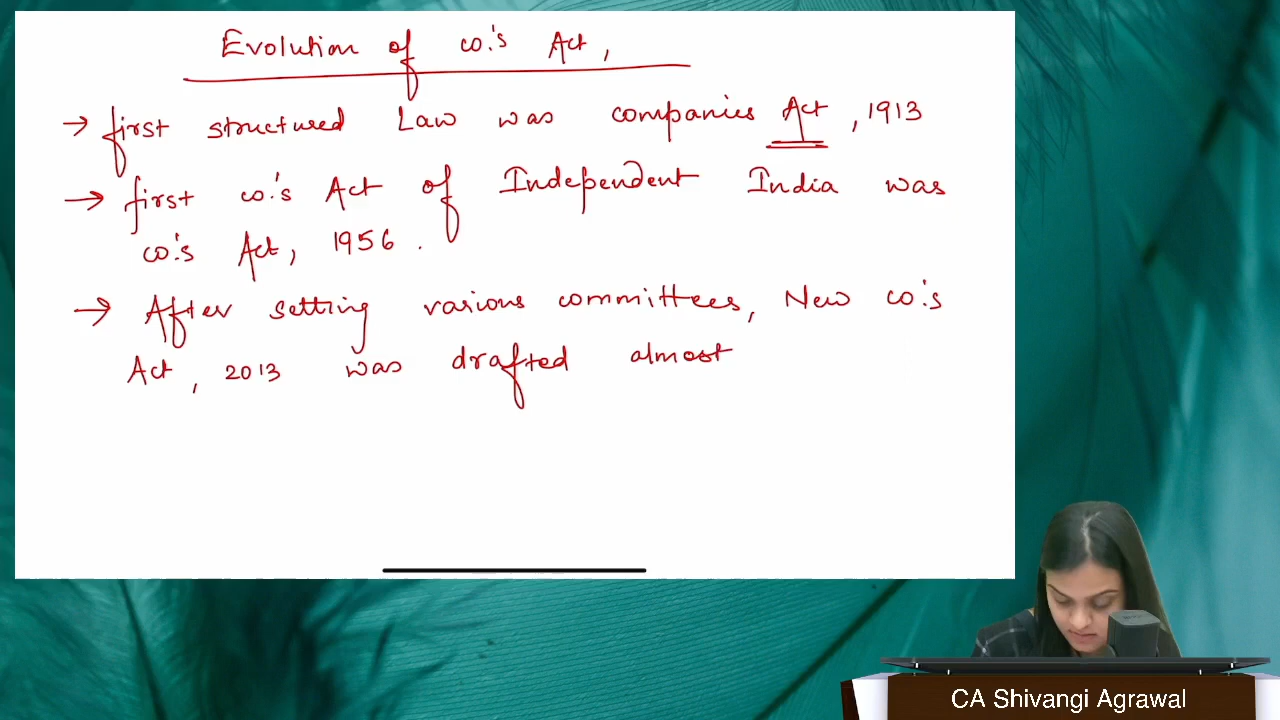 Evolution of co.'s Act,
→ first structured Law was companies Act, 1913
→ first co.'s Act of Independent India was
co.'s Act, 1956.
→ After setting various committees, New co.'s
Act, 2013 was drafted almost
CA Shivangi Agrawal